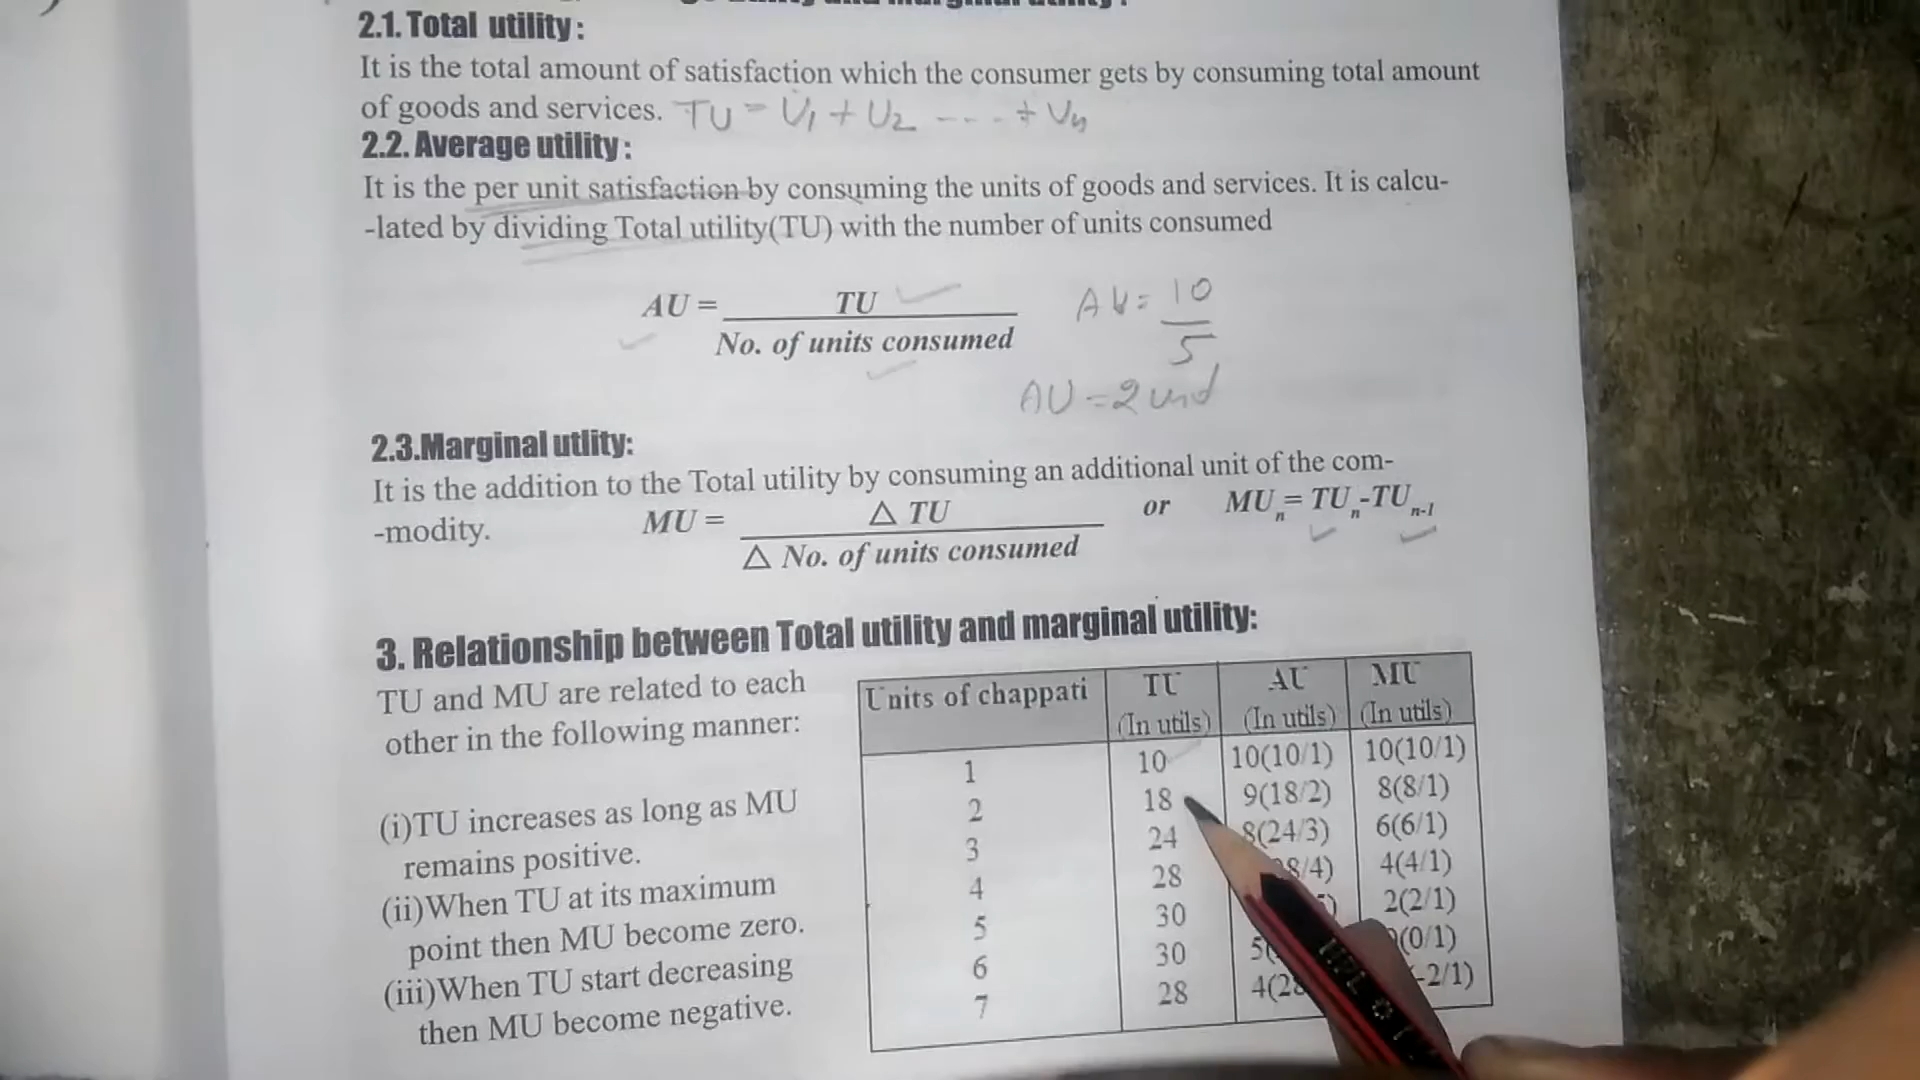 2.1. Total utility:
It is the total amount of satisfaction which the consumer gets by consuming total amount
of goods and services. TU = U1 + U2 ---- + Un
2.2. Average utility:
It is the per unit satisfaction by consuming the units of goods and services. It is calcu-
-lated by dividing Total utility(TU) with the number of units consumed
AU = TU
No. of units consumed
AU = 10
5
AU = 2
2.3.Marginal utlity:
It is the addition to the Total utility by consuming an additional unit of the com-
-modity. MU = △ TU or MUn = TUn-TUn-1
△ No. of units consumed
3. Relationship between Total utility and marginal utility:
TU and MU are related to each
other in the following manner:
(i)TU increases as long as MU
remains positive.
(ii)When TU at its maximum
point then MU become zero.
(iii)When TU start decreasing
then MU become negative.
Units of chappati TU AU MU
(In utils) (In utils) (In utils)
1 10 10(10/1) 10(10/1)
2 18 9(18/2) 8(8/1)
3 24 8(24/3) 6(6/1)
4 28 8/4) 4(4/1)
5 30 2(2/1)
6 30 5( (0/1)
7 28 4(28 -2/1)